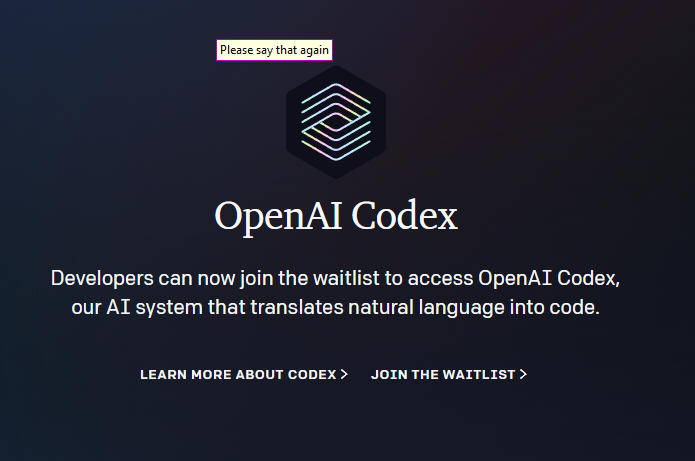 Please say that again
OpenAI Codex
Developers can now join the waitlist to access OpenAI Codex,
our AI system that translates natural language into code.
LEARN MORE ABOUT CODEX > JOIN THE WAITLIST >